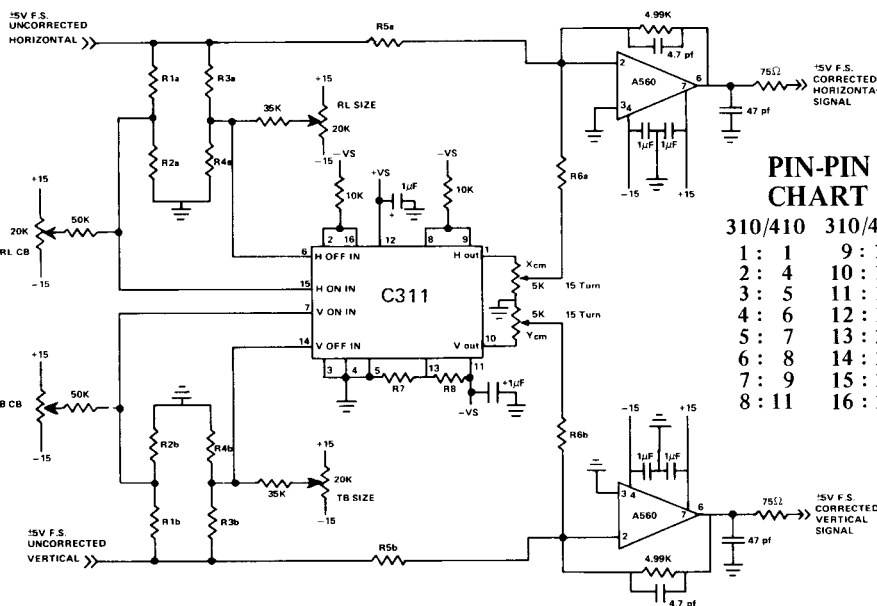 ±5V F.S.
UNCORRECTED
HORIZONTAL
R1a
R2a
R3a
R4a
R5a
+15
RL SIZE
35K
20K
-15
+15
20K
RL CB
50K
-15
-VS
10K
+VS
1µF
+
-VS
10K
2 16 12 8 9
6 H OFF IN
15 H ON IN
7 V ON IN
14 V OFF IN
C311
H out 1
V out 10
3 4 5 13 11
R7
R8
+1µF
-VS
Xcm
5K
15 Turn
5K
15 Turn
Ycm
+15
B CB
50K
-15
R2b
R4b
R1b
R3b
35K
+15
20K
TB SIZE
-15
±5V F.S.
UNCORRECTED
VERTICAL
R5b
R6a
R6b
4.99K
4.7 pf
2
A560
6
3
4
7
1µF
1µF
-15
+15
75Ω
47 pf
±5V F.S.
CORRECTED
HORIZONTA
SIGNAL
PIN-PIN
CHART
310/410 310/4
1 : 1 9 :
2 : 4 10 :
3 : 5 11 :
4 : 6 12 :
5 : 7 13 :
6 : 8 14 :
7 : 9 15 :
8 : 11 16 :
-15
+15
1µF
1µF
3
4
A560
7
6
2
75Ω
47 pf
±5V F.S.
CORRECTED
VERTICAL
SIGNAL
4.99K
4.7 pf